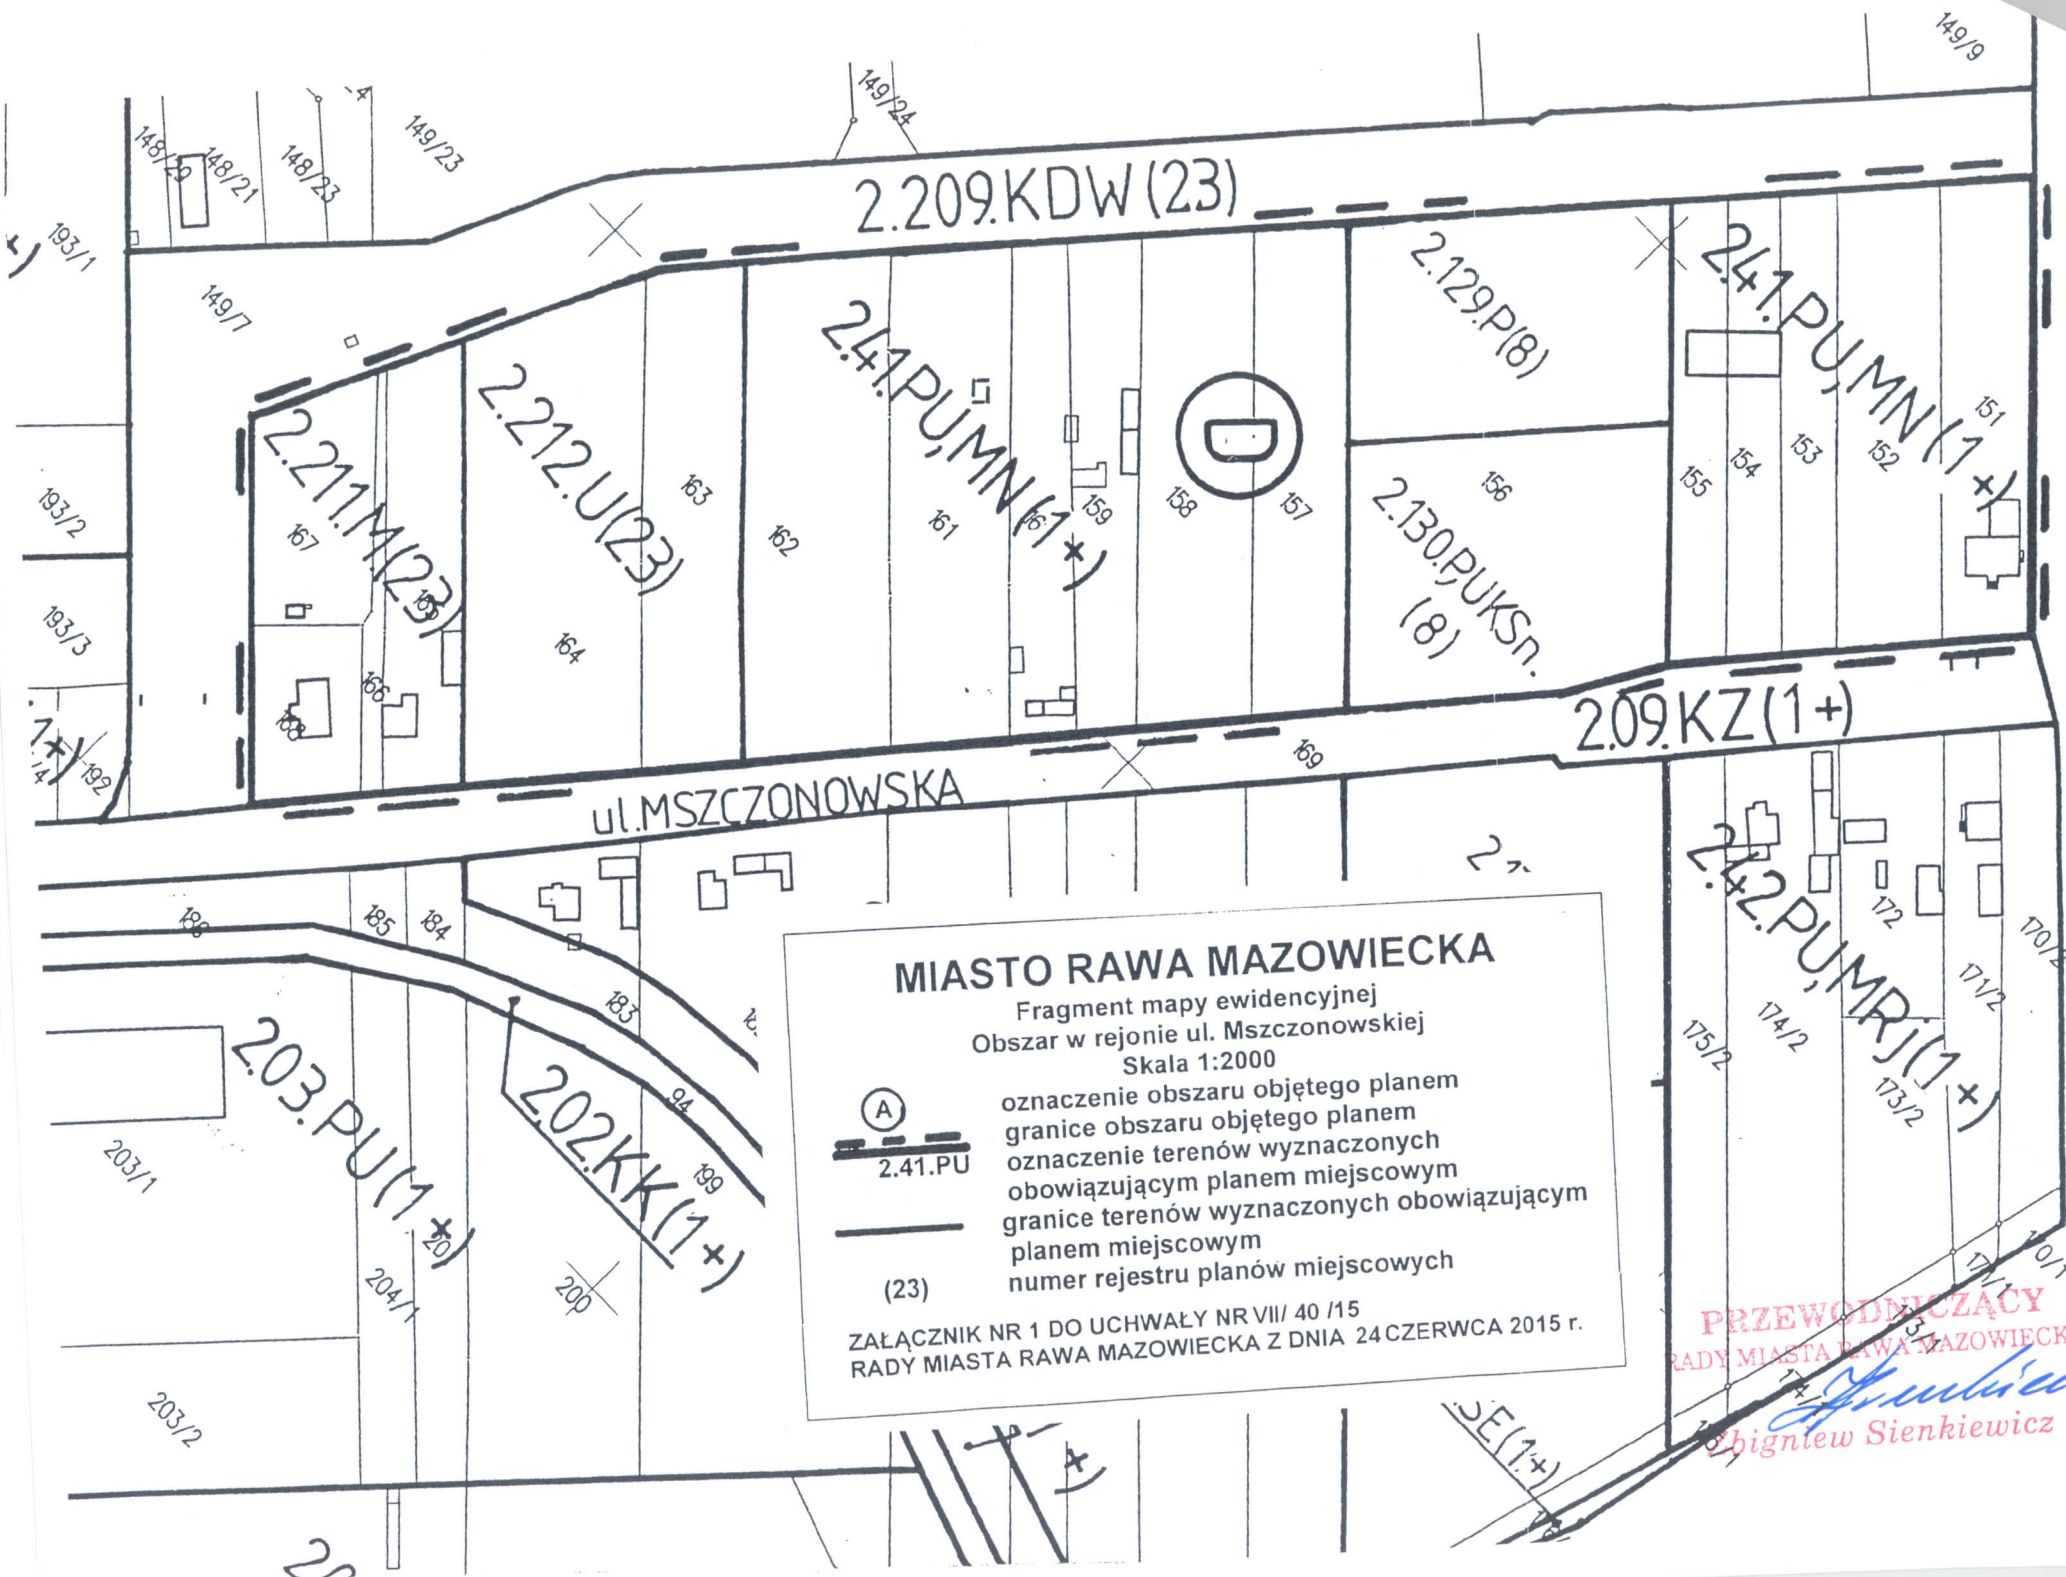 149/9
149/24
148/29
148/21
148/23
149/23
193/1
149/7
2.209.KDW(23)
2.129.P(8)
2.41.PU,MN(1+)
2.41.PU,MN(1+)
2.212.U(23)
2.211.M(23)
2.130.P,UKSn.
(8)
193/2
193/3
192
167
166
168
164
163
162
161
159
158
157
156
155
154
153
152
151
169
2.09.KZ(1+)
ul.MSZCZONOWSKA
186
185
184
183
94
199
200
203/1
204/1
203/2
2.03.PU(1+)
2.02.KK(1+)
2.42.PU,MRj(1+)
172
170/2
171/2
175/2
174/2
173/2
171/1
.SE(1+)
MIASTO RAWA MAZOWIECKA
Fragment mapy ewidencyjnej
Obszar w rejonie ul. Mszczonowskiej
Skala 1:2000
A oznaczenie obszaru objętego planem
granice obszaru objętego planem
2.41.PU oznaczenie terenów wyznaczonych
obowiązującym planem miejscowym
granice terenów wyznaczonych obowiązującym
planem miejscowym
(23) numer rejestru planów miejscowych
ZAŁĄCZNIK NR 1 DO UCHWAŁY NR VII/ 40 /15
RADY MIASTA RAWA MAZOWIECKA Z DNIA 24 CZERWCA 2015 r.
PRZEWODNICZĄCY
RADY MIASTA RAWA MAZOWIECK
Zbigniew Sienkiewicz